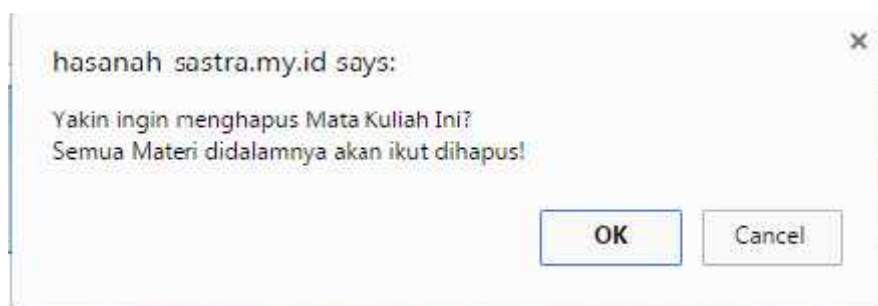 hasanah sastra.my.id says:
Yakin ingin menghapus Mata Kuliah Ini?
Semua Materi didalamnya akan ikut dihapus!
OK
Cancel